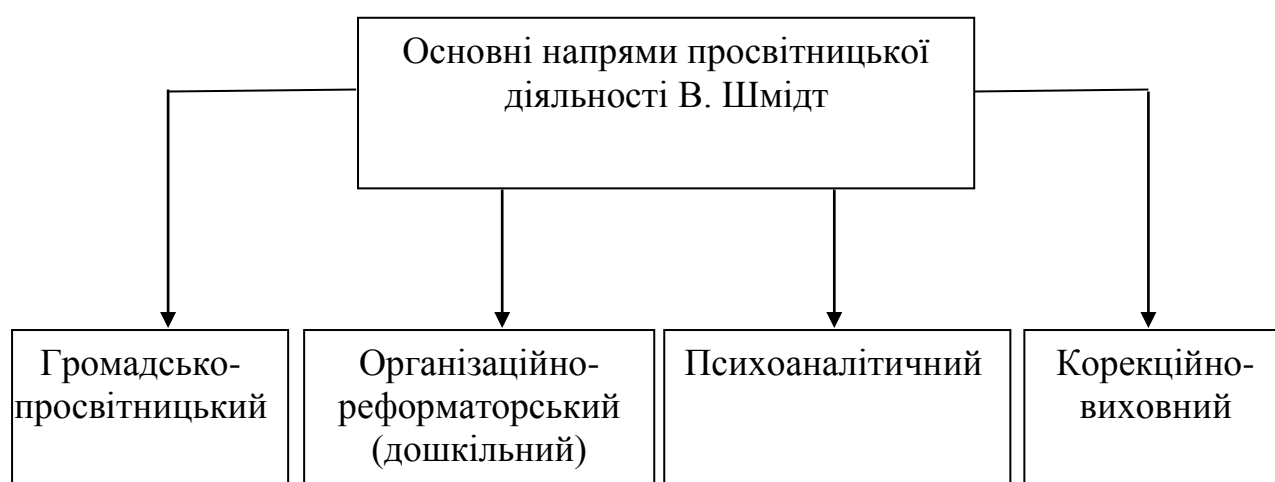 Основні напрями просвітницької
діяльності В. Шмідт
Громадсько-
просвітницький
Організаційно-
реформаторський
(дошкільний)
Психоаналітичний
Корекційно-
виховний